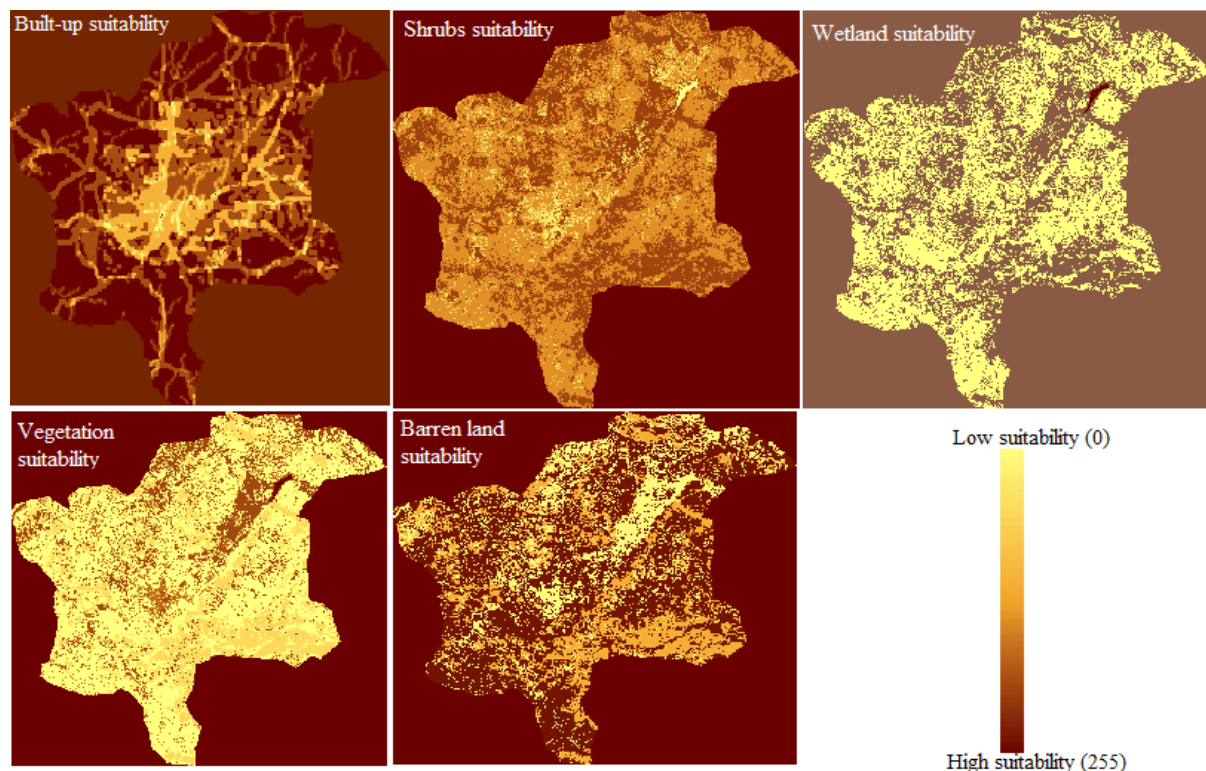 Built-up suitability
Shrubs suitability
Wetland suitability
Vegetation
suitability
Barren land
suitability
Low suitability (0)
High suitability (255)